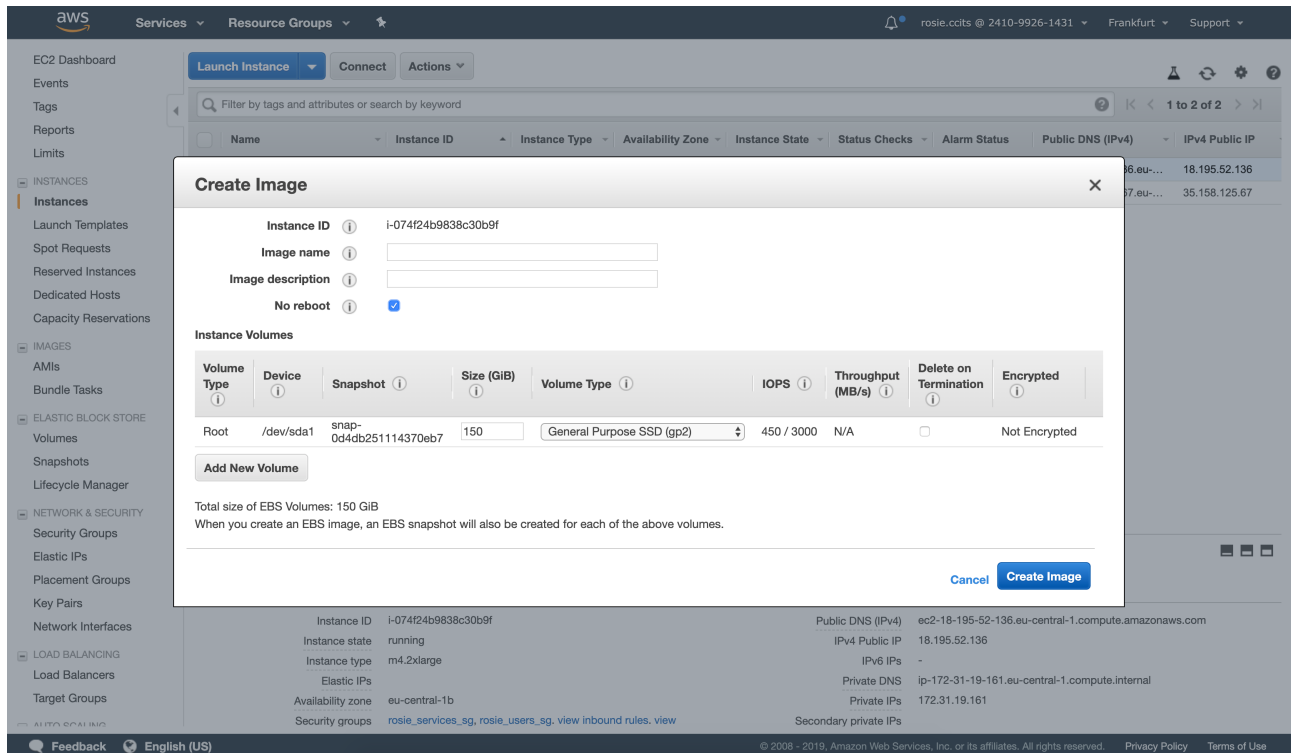 aws Services Resource Groups rosie.ccits @ 2410-9926-1431 Frankfurt Support
EC2 Dashboard
Events
Tags
Reports
Limits
INSTANCES
Instances
Launch Templates
Spot Requests
Reserved Instances
Dedicated Hosts
Capacity Reservations
IMAGES
AMIs
Bundle Tasks
ELASTIC BLOCK STORE
Volumes
Snapshots
Lifecycle Manager
NETWORK & SECURITY
Security Groups
Elastic IPs
Placement Groups
Key Pairs
Network Interfaces
LOAD BALANCING
Load Balancers
Target Groups
AUTO SCALING
Launch Instance Connect Actions
Filter by tags and attributes or search by keyword 1 to 2 of 2
Name Instance ID Instance Type Availability Zone Instance State Status Checks Alarm Status Public DNS (IPv4) IPv4 Public IP
36.eu-... 18.195.52.136
67.eu-... 35.158.125.67
Create Image
Instance ID i-074f24b9838c30b9f
Image name
Image description
No reboot
Instance Volumes
Volume Type Device Snapshot Size (GiB) Volume Type IOPS Throughput (MB/s) Delete on Termination Encrypted
Root /dev/sda1 snap-0d4db251114370eb7 150 General Purpose SSD (gp2) 450 / 3000 N/A Not Encrypted
Add New Volume
Total size of EBS Volumes: 150 GiB
When you create an EBS image, an EBS snapshot will also be created for each of the above volumes.
Cancel Create Image
Instance ID i-074f24b9838c30b9f Public DNS (IPv4) ec2-18-195-52-136.eu-central-1.compute.amazonaws.com
Instance state running IPv4 Public IP 18.195.52.136
Instance type m4.2xlarge IPv6 IPs -
Elastic IPs Private DNS ip-172-31-19-161.eu-central-1.compute.internal
Availability zone eu-central-1b Private IPs 172.31.19.161
Security groups rosie_services_sg, rosie_users_sg. view inbound rules. view Secondary private IPs
Feedback English (US) © 2008 - 2019, Amazon Web Services, Inc. or its affiliates. All rights reserved. Privacy Policy Terms of Use